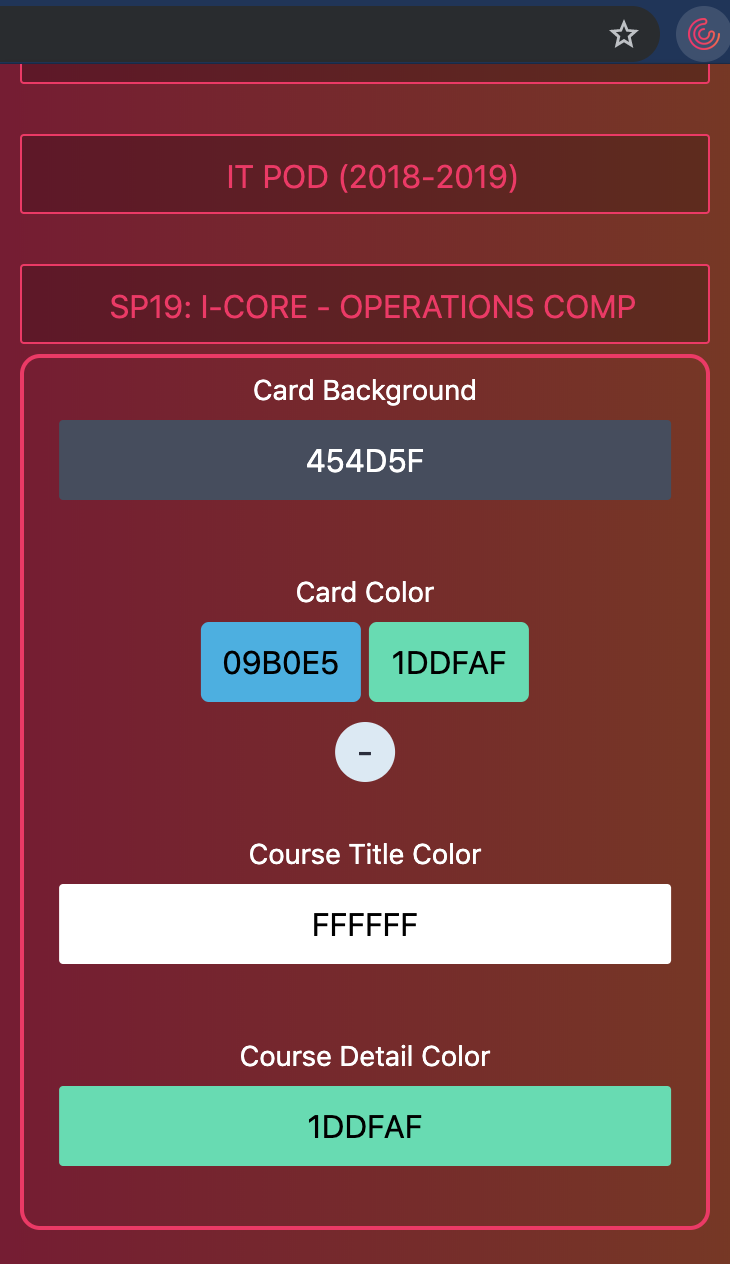 IT POD (2018-2019)
SP19: I-CORE - OPERATIONS COMP
Card Background
454D5F
Card Color
09B0E5 1DDFAF
-
Course Title Color
FFFFFF
Course Detail Color
1DDFAF